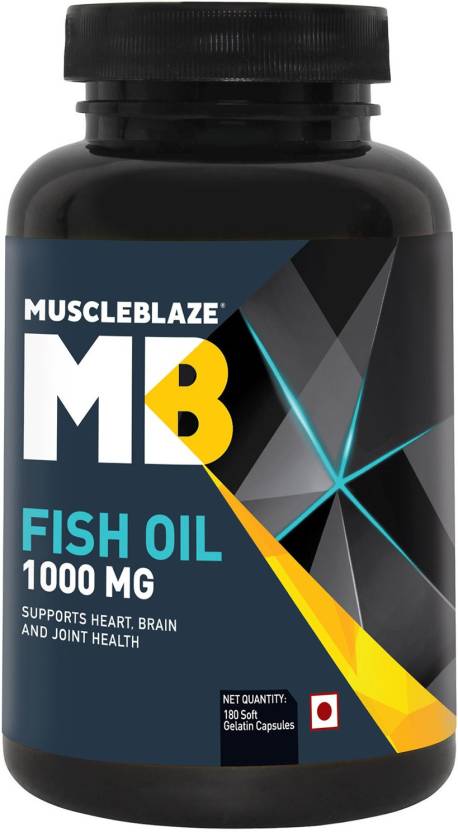 MUSCLEBLAZE®
MB
FISH OIL
1000 MG
SUPPORTS HEART, BRAIN
AND JOINT HEALTH
NET QUANTITY:
180 Soft
Gelatin Capsules